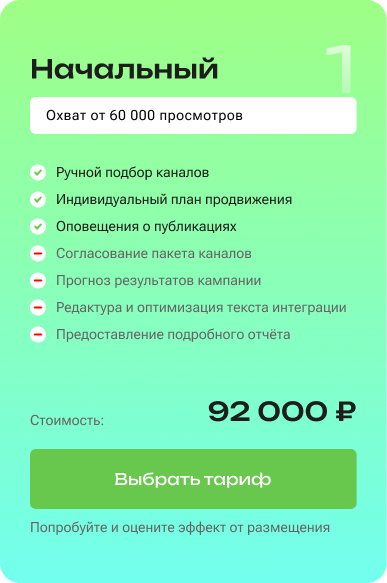 1
Начальный
Охват от 60 000 просмотров
Ручной подбор каналов
Индивидуальный план продвижения
Оповещения о публикациях
Согласование пакета каналов
Прогноз результатов кампании
Редактура и оптимизация текста интеграции
Предоставление подробного отчёта
Стоимость:
92 000 ₽
Выбрать тариф
Попробуйте и оцените эффект от размещения